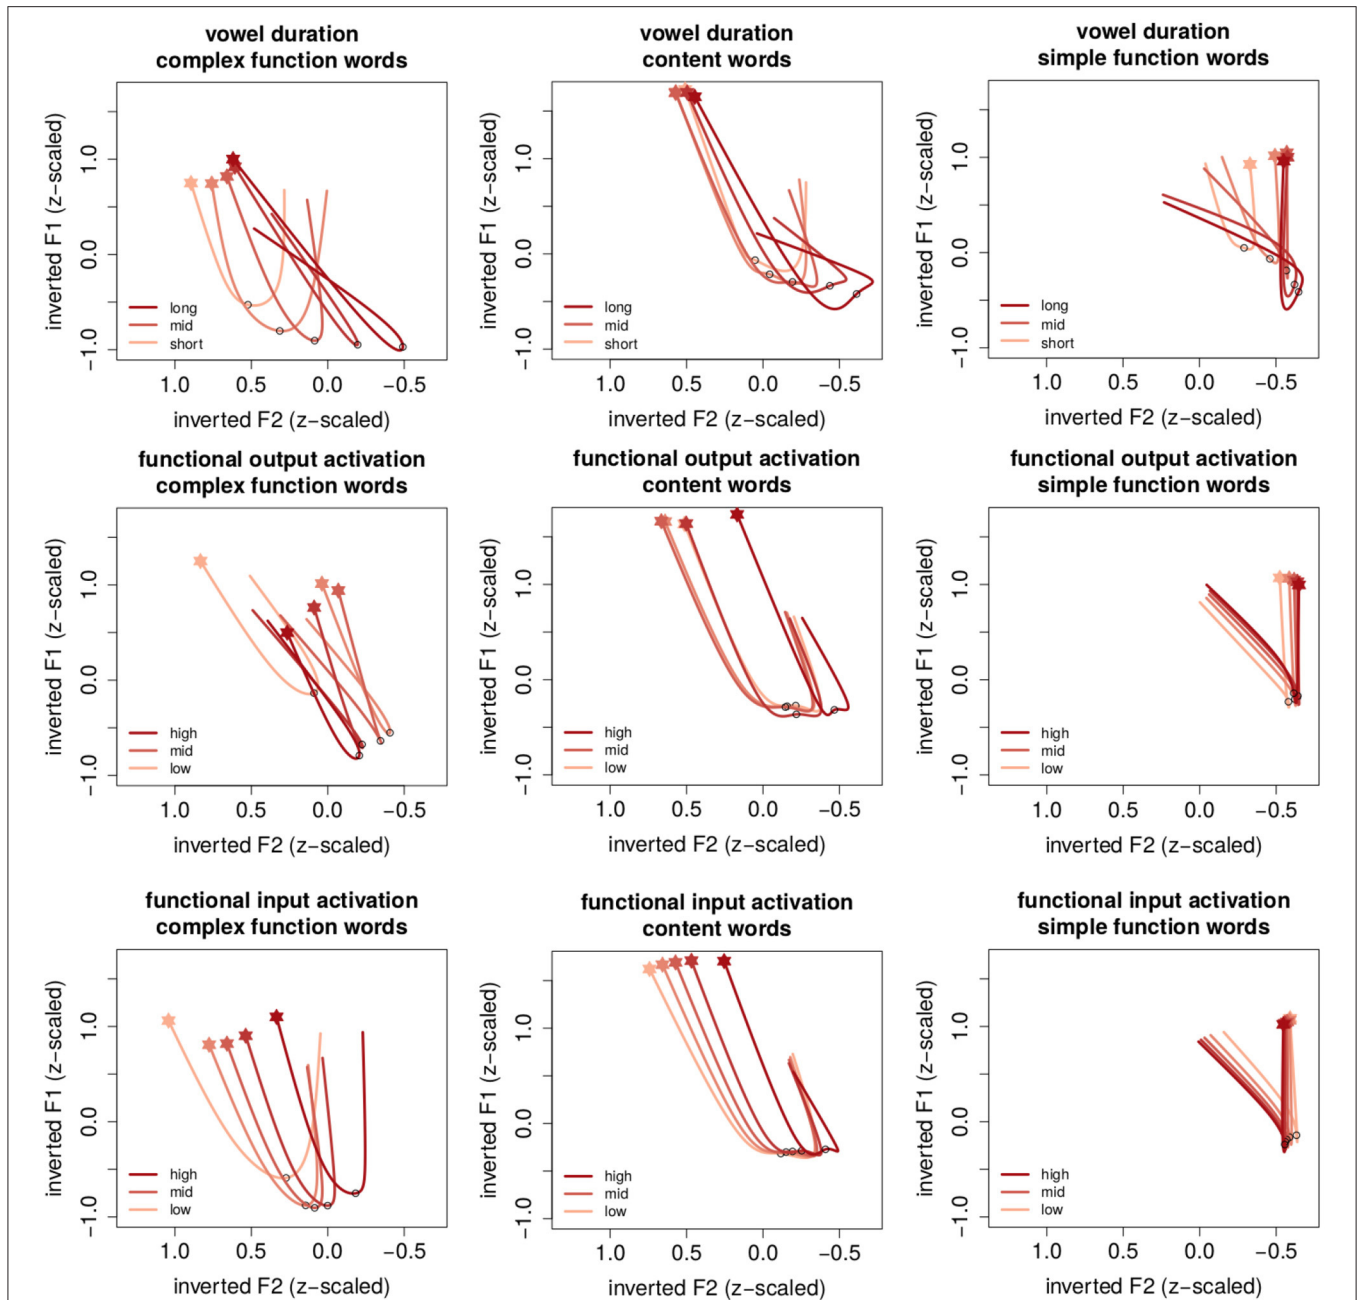 vowel duration
complex function words
inverted F1 (z−scaled)
1.0
0.0
−1.0
long
mid
short
1.0 0.5 0.0 −0.5
inverted F2 (z−scaled)
vowel duration
content words
inverted F1 (z−scaled)
1.0
0.0
−1.0
long
mid
short
1.0 0.5 0.0 −0.5
inverted F2 (z−scaled)
vowel duration
simple function words
inverted F1 (z−scaled)
1.0
0.0
−1.0
long
mid
short
1.0 0.5 0.0 −0.5
inverted F2 (z−scaled)
functional output activation
complex function words
inverted F1 (z−scaled)
1.0
0.0
−1.0
high
mid
low
1.0 0.5 0.0 −0.5
inverted F2 (z−scaled)
functional output activation
content words
inverted F1 (z−scaled)
1.0
0.0
−1.0
high
mid
low
1.0 0.5 0.0 −0.5
inverted F2 (z−scaled)
functional output activation
simple function words
inverted F1 (z−scaled)
1.0
0.0
−1.0
high
mid
low
1.0 0.5 0.0 −0.5
inverted F2 (z−scaled)
functional input activation
complex function words
inverted F1 (z−scaled)
1.0
0.0
−1.0
high
mid
low
1.0 0.5 0.0 −0.5
inverted F2 (z−scaled)
functional input activation
content words
inverted F1 (z−scaled)
1.0
0.0
−1.0
high
mid
low
1.0 0.5 0.0 −0.5
inverted F2 (z−scaled)
functional input activation
simple function words
inverted F1 (z−scaled)
1.0
0.0
−1.0
high
mid
low
1.0 0.5 0.0 −0.5
inverted F2 (z−scaled)